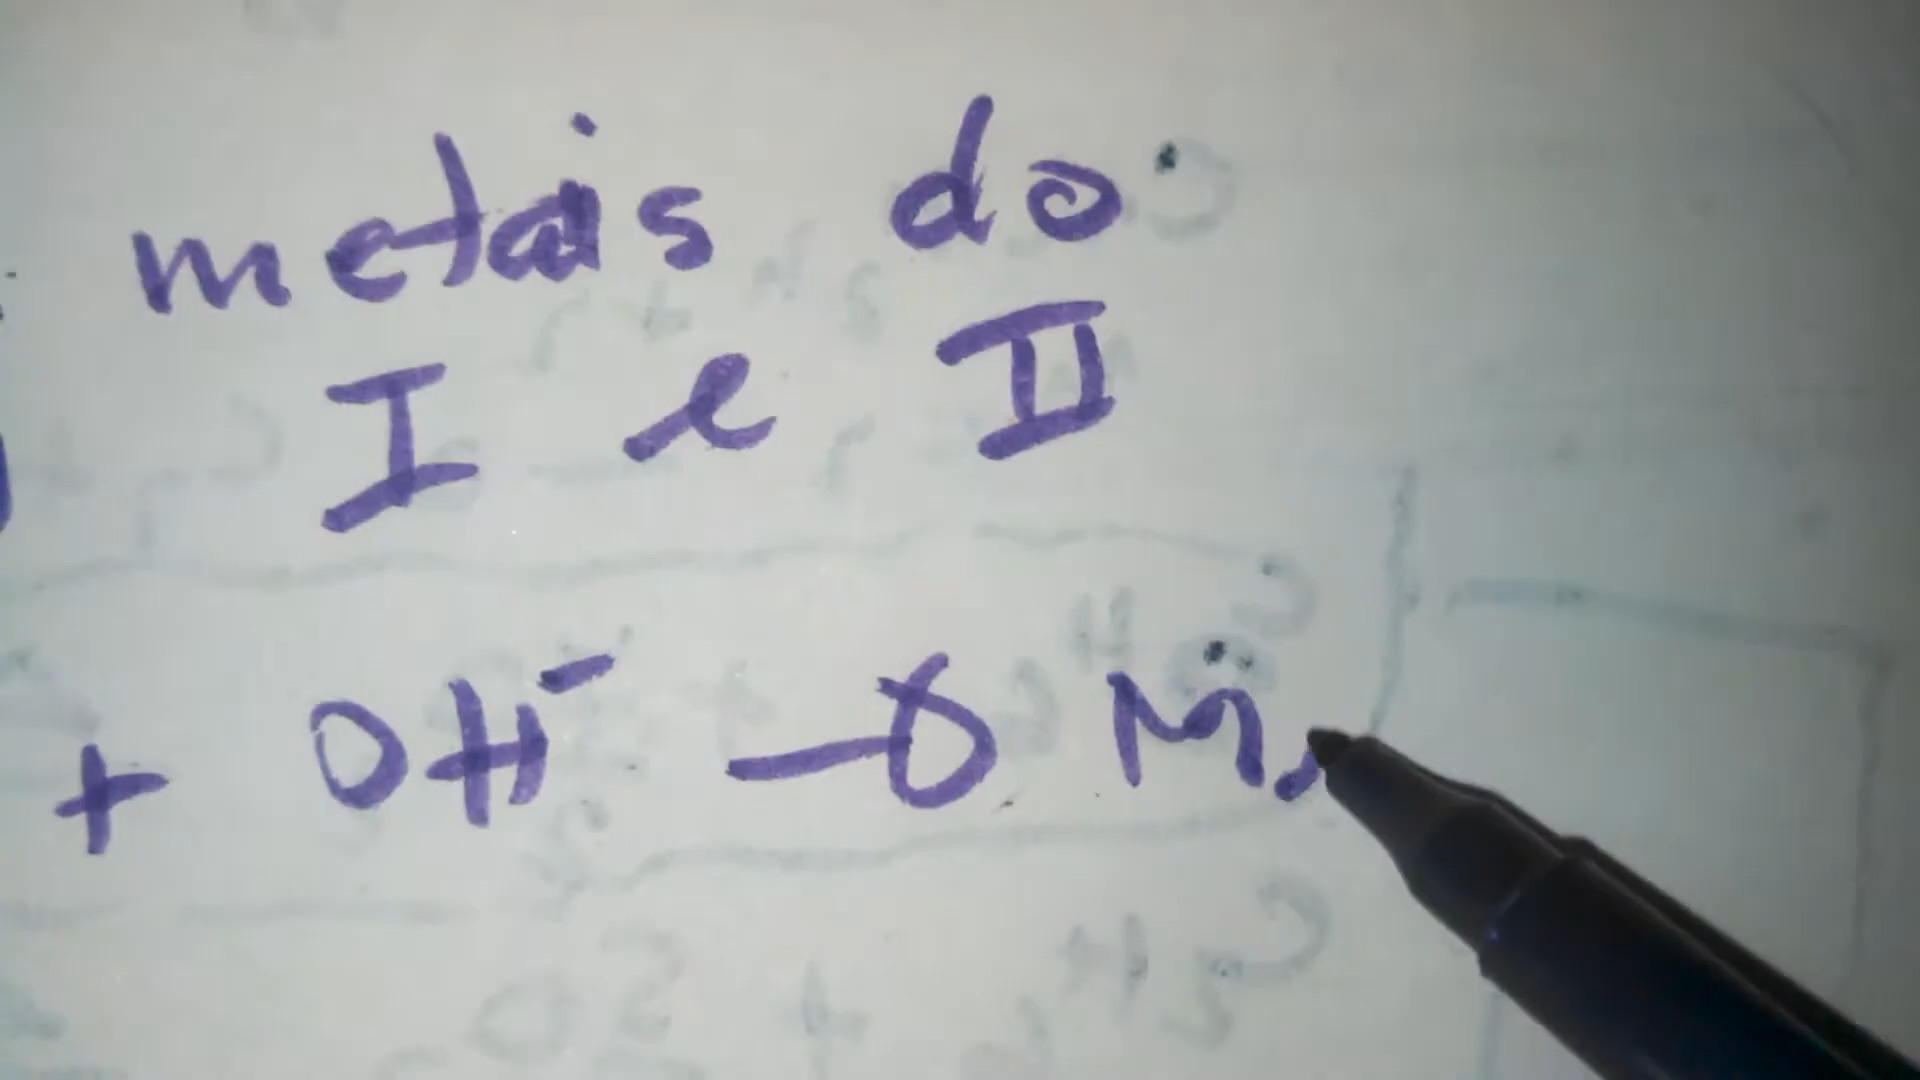 metais do
I e II
+ OH⁻ → M